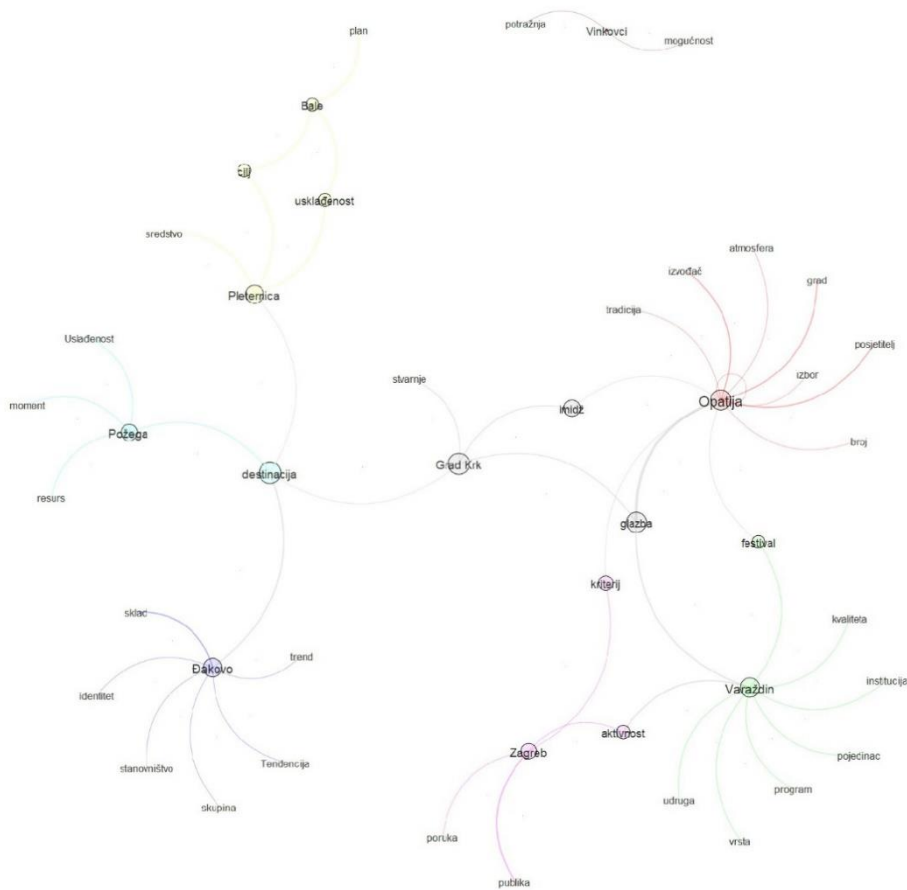 plan
potražnja
Vinkovci
mogućnost
Bale
cilj
usklađenost
sredstvo
Pleternica
atmosfera
izvođač
grad
tradicija
posjetitelj
izbor
Opatija
broj
Uslađenost
moment
Požega
resurs
destinacija
stvarnje
imidž
Grad Krk
glazba
festival
kriterij
sklad
Đakovo
trend
identitet
stanovništvo
Tendencija
skupina
kvaliteta
institucija
Varaždin
pojedinac
program
udruga
vrsta
aktivnost
Zagreb
poruka
publika